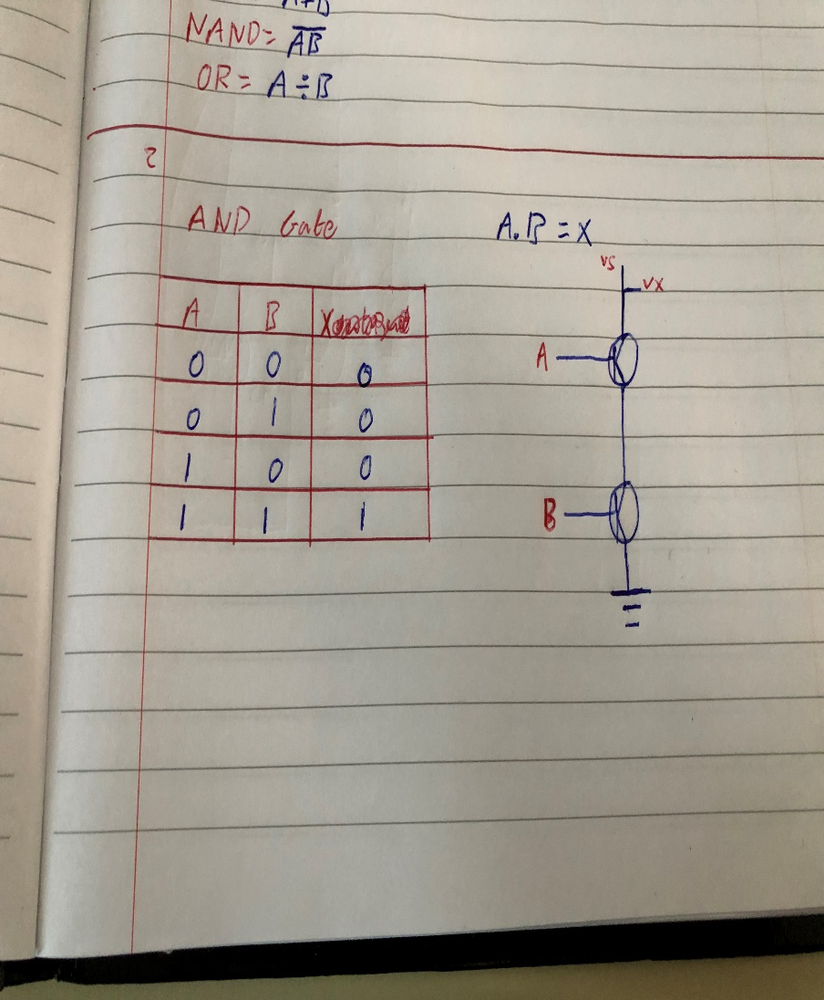 A+B
NAND = A̅B̅
OR = A ÷ B
2
AND Gate
A.B = X
VS
VX
A B X
0 0 0
0 1 0
1 0 0
1 1 1
A
B